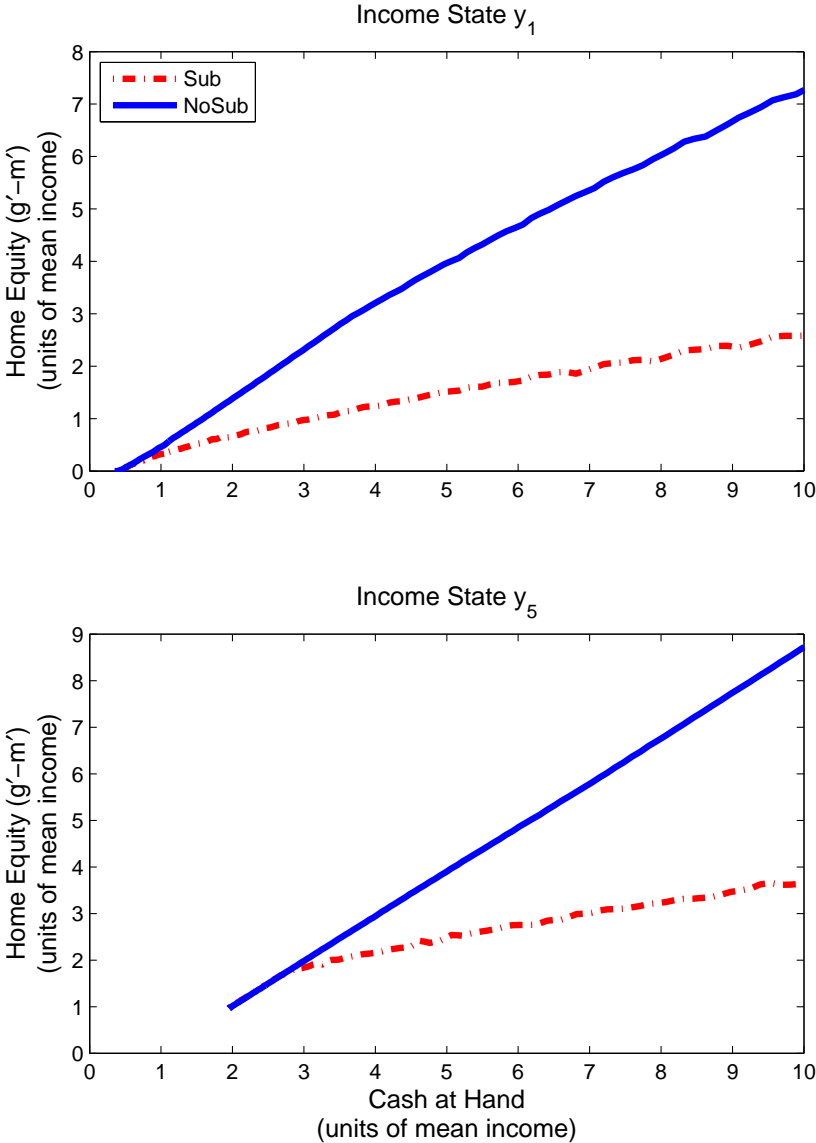 Income State y1
8
7
6
5
4
3
2
1
0
Home Equity (g′−m′)
(units of mean income)
Sub
NoSub
0 1 2 3 4 5 6 7 8 9 10
Income State y5
9
8
7
6
5
4
3
2
1
0
Home Equity (g′−m′)
(units of mean income)
0 1 2 3 4 5 6 7 8 9 10
Cash at Hand
(units of mean income)